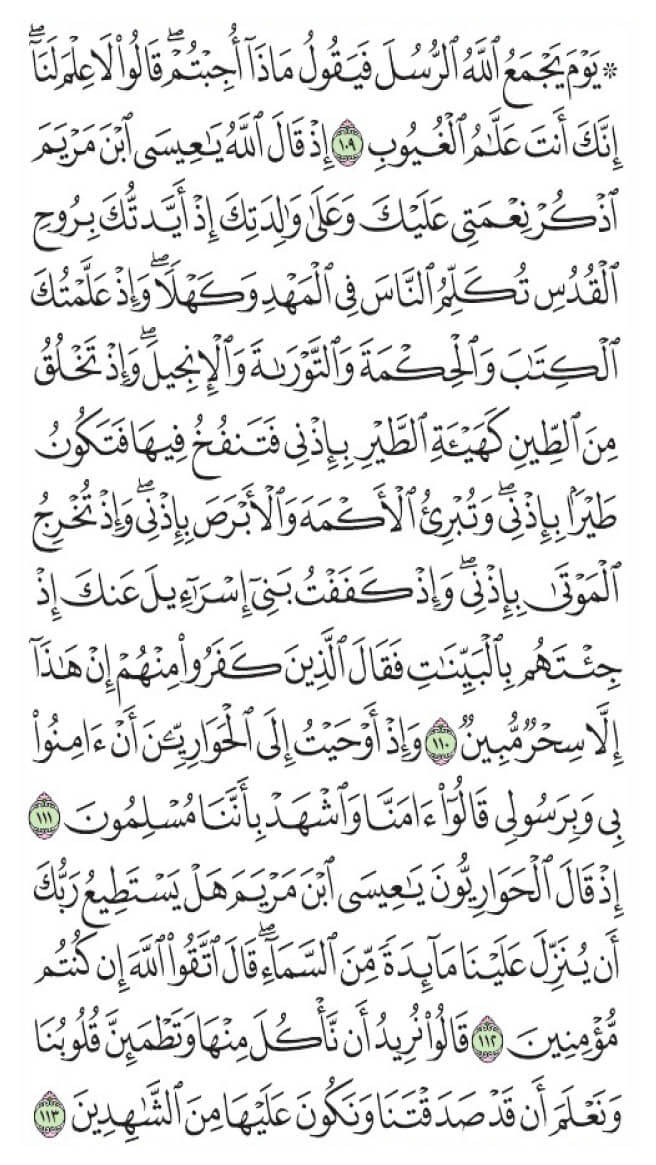 ۞ يَوْمَ يَجْمَعُ ٱللَّهُ ٱلرُّسُلَ فَيَقُولُ مَاذَآ أُجِبْتُمْۖ قَالُواْ لَا عِلْمَ لَنَآۖ
إِنَّكَ أَنتَ عَلَّٰمُ ٱلْغُيُوبِ ١٠٩ إِذْ قَالَ ٱللَّهُ يَٰعِيسَى ٱبْنَ مَرْيَمَ
ٱذْكُرْ نِعْمَتِى عَلَيْكَ وَعَلَىٰ وَٰلِدَتِكَ إِذْ أَيَّدتُّكَ بِرُوحِ
ٱلْقُدُسِ تُكَلِّمُ ٱلنَّاسَ فِى ٱلْمَهْدِ وَكَهْلًاۖ وَإِذْ عَلَّمْتُكَ
ٱلْكِتَٰبَ وَٱلْحِكْمَةَ وَٱلتَّوْرَىٰةَ وَٱلْإِنجِيلَۖ وَإِذْ تَخْلُقُ
مِنَ ٱلطِّينِ كَهَيْـَٔةِ ٱلطَّيْرِ بِإِذْنِى فَتَنفُخُ فِيهَا فَتَكُونُ
طَيْرًۢا بِإِذْنِىۖ وَتُبْرِئُ ٱلْأَكْمَهَ وَٱلْأَبْرَصَ بِإِذْنِىۖ وَإِذْ تُخْرِجُ
ٱلْمَوْتَىٰ بِإِذْنِىۖ وَإِذْ كَفَفْتُ بَنِىٓ إِسْرَٰٓءِيلَ عَنكَ إِذْ
جِئْتَهُم بِٱلْبَيِّنَٰتِ فَقَالَ ٱلَّذِينَ كَفَرُواْ مِنْهُمْ إِنْ هَٰذَآ
إِلَّا سِحْرٌ مُّبِينٌ ١١٠ وَإِذْ أَوْحَيْتُ إِلَى ٱلْحَوَارِيِّۦنَ أَنْ ءَامِنُواْ
بِى وَبِرَسُولِى قَالُوٓاْ ءَامَنَّا وَٱشْهَدْ بِأَنَّنَا مُسْلِمُونَ ١١١
إِذْ قَالَ ٱلْحَوَارِيُّونَ يَٰعِيسَى ٱبْنَ مَرْيَمَ هَلْ يَسْتَطِيعُ رَبُّكَ
أَن يُنَزِّلَ عَلَيْنَا مَآئِدَةً مِّنَ ٱلسَّمَآءِۖ قَالَ ٱتَّقُواْ ٱللَّهَ إِن كُنتُم
مُّؤْمِنِينَ ١١٢ قَالُواْ نُرِيدُ أَن نَّأْكُلَ مِنْهَا وَتَطْمَئِنَّ قُلُوبُنَا
وَنَعْلَمَ أَن قَدْ صَدَقْتَنَا وَنَكُونَ عَلَيْهَا مِنَ ٱلشَّٰهِدِينَ ١١٣